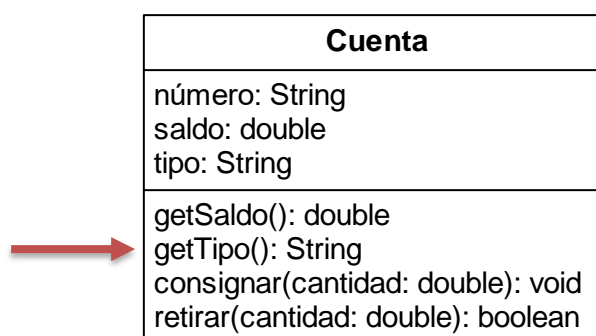 Cuenta
número: String
saldo: double
tipo: String
getSaldo(): double
getTipo(): String
consignar(cantidad: double): void
retirar(cantidad: double): boolean